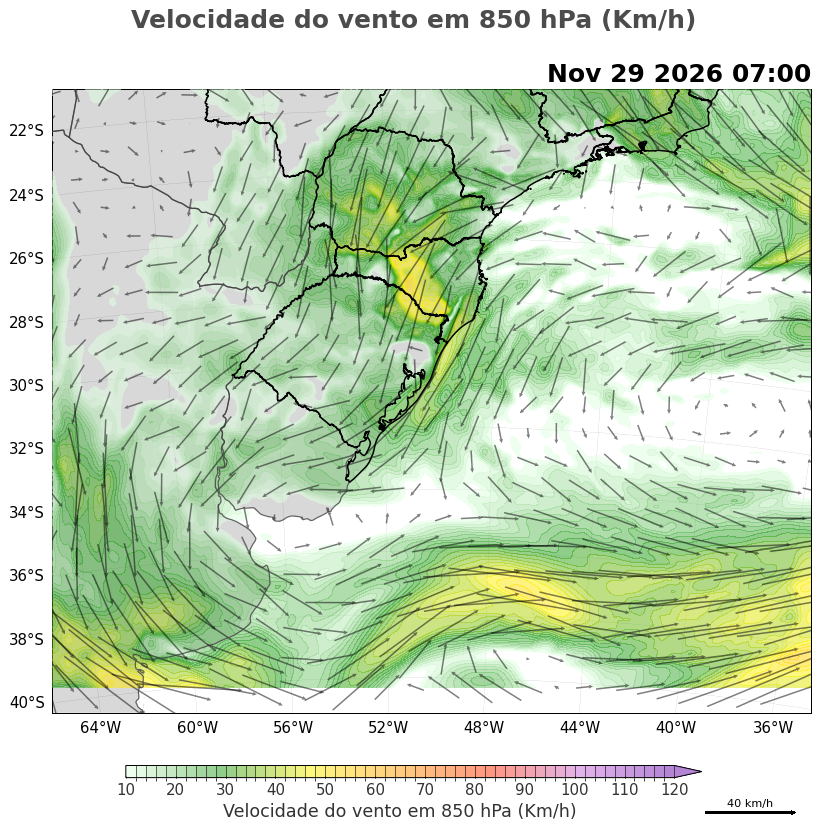 Velocidade do vento em 850 hPa (Km/h)
Nov 29 2026 07:00
22°S
24°S
26°S
28°S
30°S
32°S
34°S
36°S
38°S
40°S
64°W 60°W 56°W 52°W 48°W 44°W 40°W 36°W
10 20 30 40 50 60 70 80 90 100 110 120
Velocidade do vento em 850 hPa (Km/h)
40 km/h